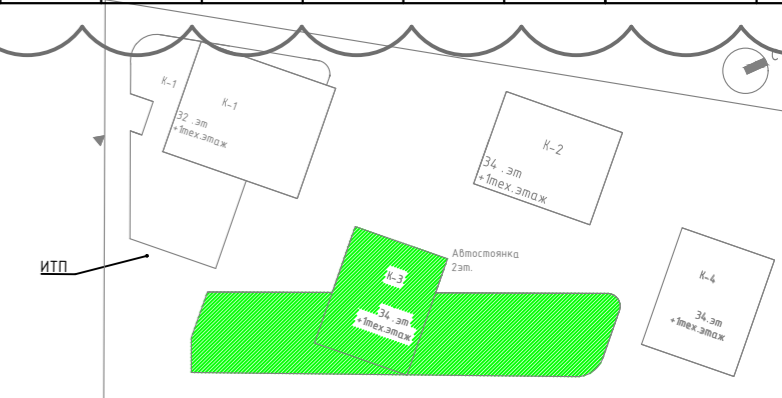 С
К-1
К-1
32 .эт
+1тех.этаж
К-2
34 .эт
+1тех.этаж
Автостоянка
2эт.
ИТП
К-3
34 .эт
+1тех.этаж
К-4
34.эт
+1тех.этаж